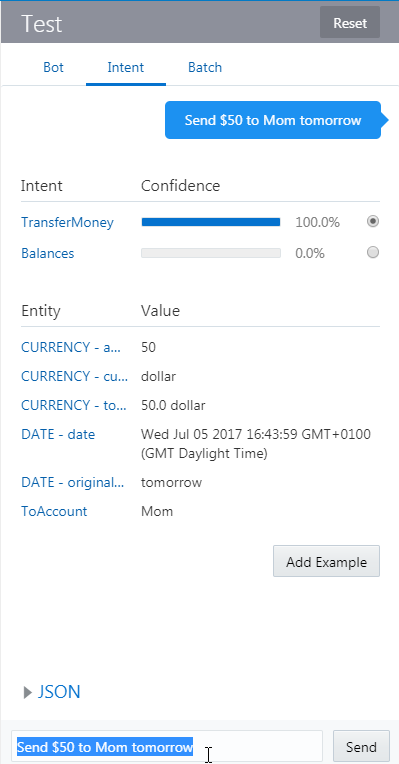 Test Reset
Bot Intent Batch
Send $50 to Mom tomorrow
Intent Confidence
TransferMoney 100.0%
Balances 0.0%
Entity Value
CURRENCY - a... 50
CURRENCY - cu... dollar
CURRENCY - to... 50.0 dollar
DATE - date Wed Jul 05 2017 16:43:59 GMT+0100
(GMT Daylight Time)
DATE - original... tomorrow
ToAccount Mom
Add Example
JSON
Send $50 to Mom tomorrow Send